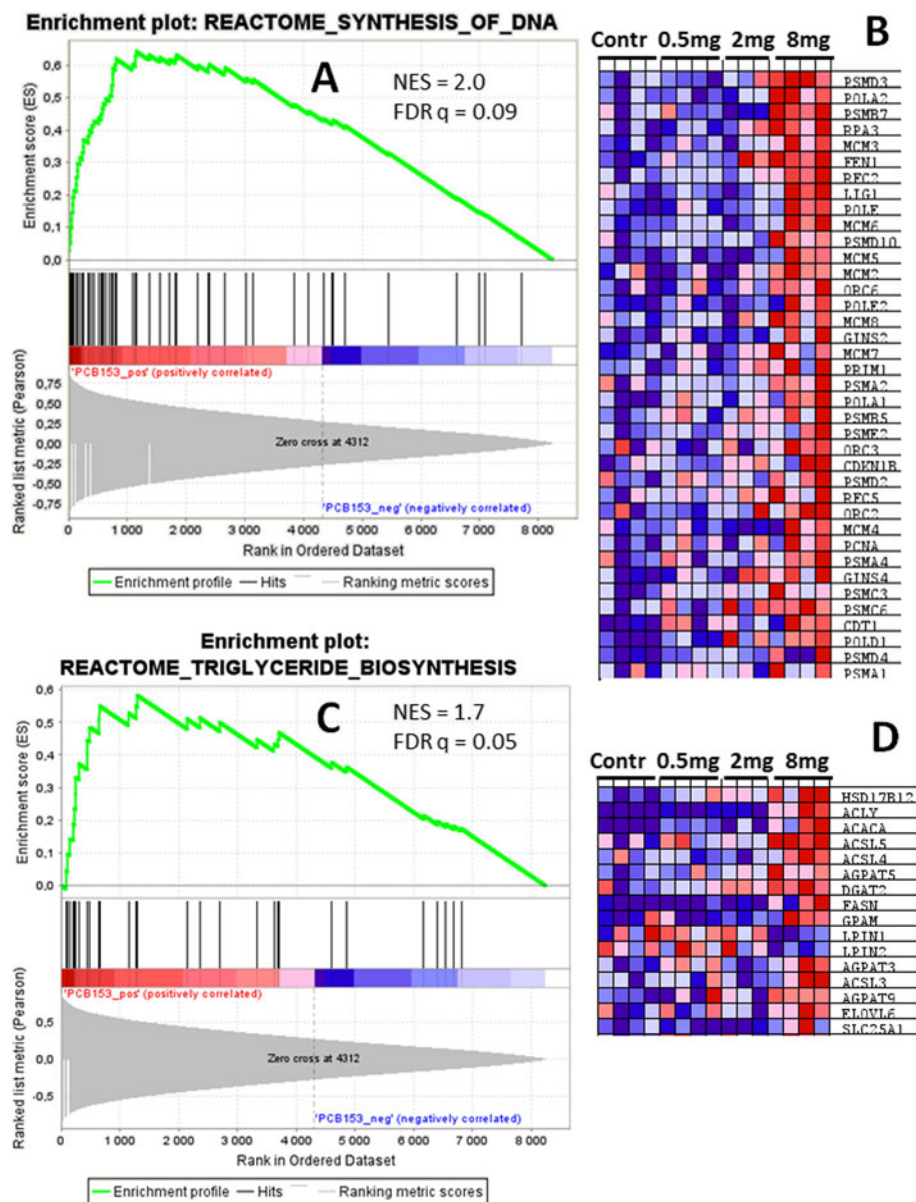 Enrichment plot: REACTOME_SYNTHESIS_OF_DNA
A
NES = 2.0
FDR q = 0.09
Enrichment score (ES)
0,6
0,5
0,4
0,3
0,2
0,1
0,0
'PCB153_pos' (positively correlated)
Ranked list metric (Pearson)
0,75
0,50
0,25
0,00
-0,25
-0,50
-0,75
Zero cross at 4312
'PCB153_neg' (negatively correlated)
0 1 000 2 000 3 000 4 000 5 000 6 000 7 000 8 000
Rank in Ordered Dataset
Enrichment profile Hits Ranking metric scores
B
Contr 0.5mg 2mg 8mg
PSMD3
POLA2
PSMB7
RPA3
MCM3
FEN1
RFC2
LIG1
POLE
MCM6
PSMD10
MCM5
MCM2
ORC6
POLE2
MCM8
GINS2
MCM7
PRIM1
PSMA2
POLA1
PSMB5
PSME2
ORC3
CDKN1B
PSMD2
RFC5
ORC2
MCM4
PCNA
PSMA4
GINS4
PSMC3
PSMC6
CDT1
POLD1
PSMD4
PSMA1
Enrichment plot:
REACTOME_TRIGLYCERIDE_BIOSYNTHESIS
C
NES = 1.7
FDR q = 0.05
Enrichment score (ES)
0,6
0,5
0,4
0,3
0,2
0,1
0,0
'PCB153_pos' (positively correlated)
Ranked list metric (Pearson)
0,5
0,0
-0,5
Zero cross at 4312
'PCB153_neg' (negatively correlated)
0 1 000 2 000 3 000 4 000 5 000 6 000 7 000 8 000
Rank in Ordered Dataset
Enrichment profile Hits Ranking metric scores
D
Contr 0.5mg 2mg 8mg
HSD17B12
ACLY
ACACA
ACSL5
ACSL4
AGPAT5
DGAT2
FASN
GPAM
LPIN1
LPIN2
AGPAT3
ACSL3
AGPAT9
ELOVL6
SLC25A1